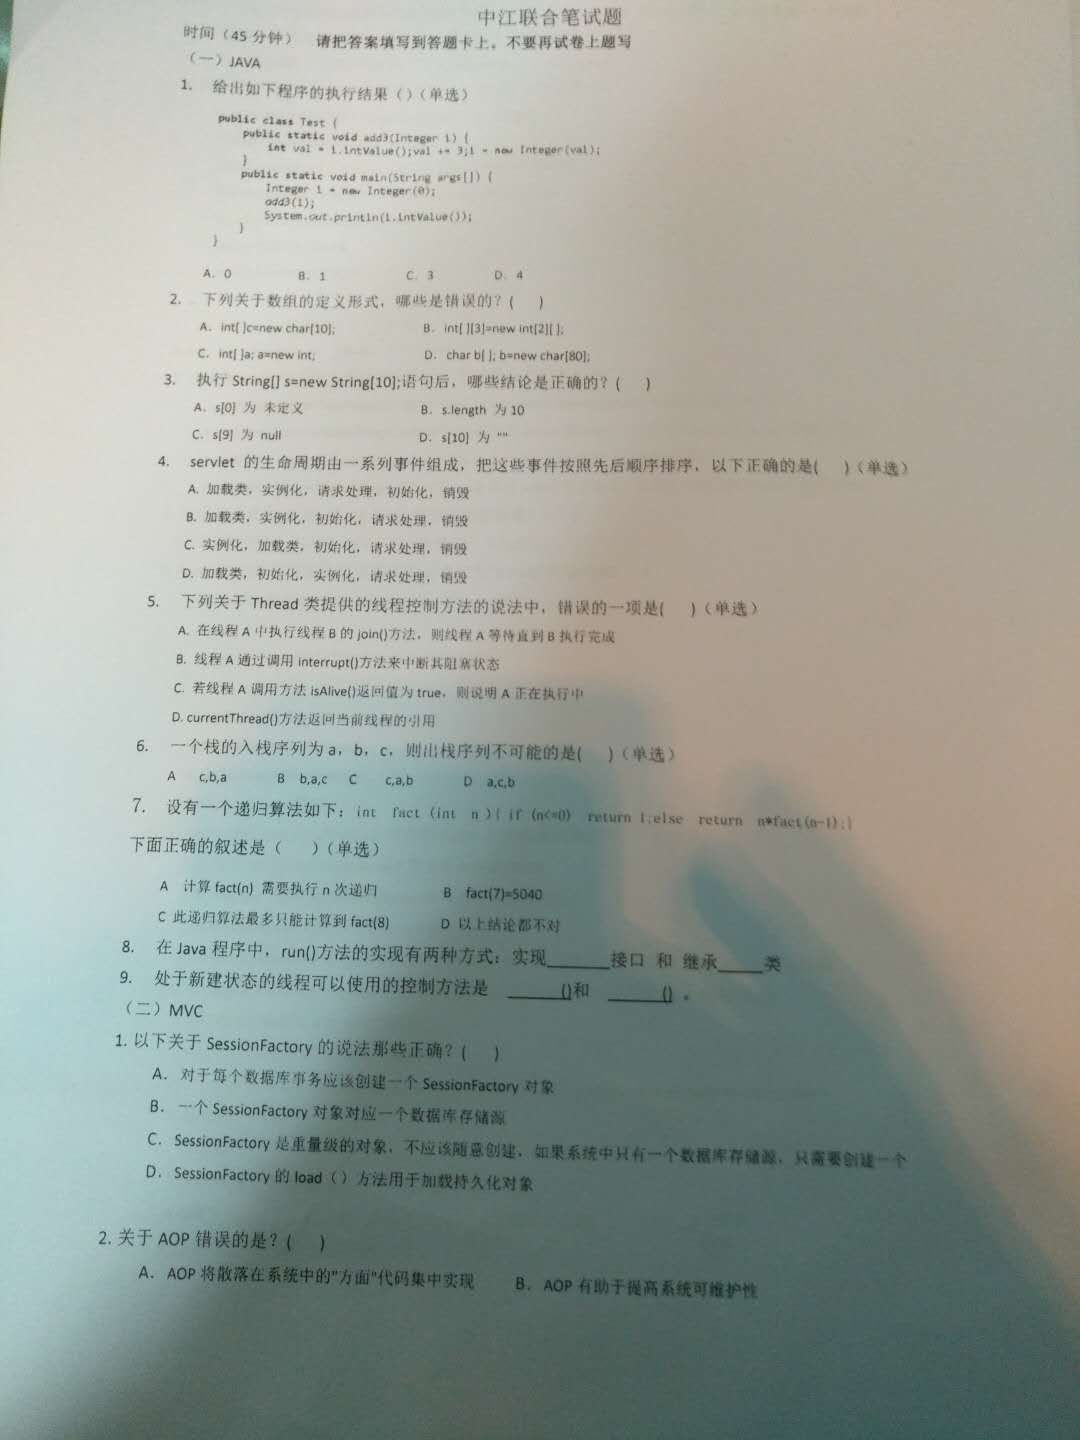 中江联合笔试题
时间（45 分钟） 请把答案填写到答题卡上，不要再试卷上题写
（一）JAVA
1. 给出如下程序的执行结果（）（单选）
public class Test {
public static void add3(Integer i) {
int val = i.intValue();val += 3;i = new Integer(val);
}
public static void main(String args[]) {
Integer i = new Integer(0);
add3(i);
System.out.println(i.intValue());
}
}
A. 0 B. 1 C. 3 D. 4
2. 下列关于数组的定义形式，哪些是错误的？( )
A. int[ ]c=new char[10]; B. int[ ][3]=new int[2][ ];
C. int[ ]a; a=new int; D. char b[ ]; b=new char[80];
3. 执行 String[] s=new String[10];语句后，哪些结论是正确的？( )
A. s[0] 为 未定义 B. s.length 为 10
C. s[9] 为 null D. s[10] 为 ""
4. servlet 的生命周期由一系列事件组成，把这些事件按照先后顺序排序，以下正确的是( )（单选）
A. 加载类，实例化，请求处理，初始化，销毁
B. 加载类，实例化，初始化，请求处理，销毁
C. 实例化，加载类，初始化，请求处理，销毁
D. 加载类，初始化，实例化，请求处理，销毁
5. 下列关于 Thread 类提供的线程控制方法的说法中，错误的一项是( )（单选）
A. 在线程 A 中执行线程 B 的 join()方法，则线程 A 等待直到 B 执行完成
B. 线程 A 通过调用 interrupt()方法来中断其阻塞状态
C. 若线程 A 调用方法 isAlive()返回值为 true，则说明 A 正在执行中
D. currentThread()方法返回当前线程的引用
6. 一个栈的入栈序列为 a，b，c，则出栈序列不可能的是( )（单选）
A c,b,a B b,a,c C c,a,b D a,c,b
7. 设有一个递归算法如下：int fact (int n ){ if (n<=0) return 1;else return n*fact(n-1);}
下面正确的叙述是（ ）（单选）
A 计算 fact(n) 需要执行 n 次递归 B fact(7)=5040
C 此递归算法最多只能计算到 fact(8) D 以上结论都不对
8. 在 Java 程序中，run()方法的实现有两种方式：实现______接口 和 继承_____类
9. 处于新建状态的线程可以使用的控制方法是 ______()和 ______() 。
（二）MVC
1. 以下关于 SessionFactory 的说法那些正确？( )
A. 对于每个数据库事务应该创建一个 SessionFactory 对象
B. 一个 SessionFactory 对象对应一个数据库存储源
C. SessionFactory 是重量级的对象，不应该随意创建，如果系统中只有一个数据库存储源，只需要创建一个
D. SessionFactory 的 load（）方法用于加载持久化对象
2. 关于 AOP 错误的是？( )
A. AOP 将散落在系统中的"方面"代码集中实现 B. AOP 有助于提高系统可维护性